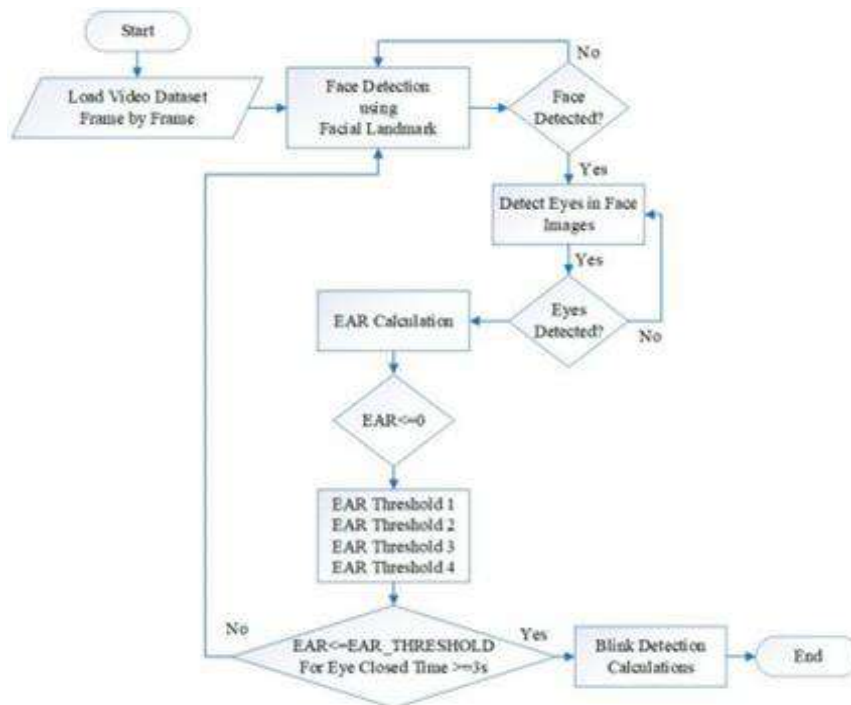 Start
Load Video Dataset
Frame by Frame
Face Detection
using
Facial Landmark
No
Face
Detected?
Yes
Detect Eyes in Face
Images
Yes
Eyes
Detected?
No
EAR Calculation
EAR<=0
EAR Threshold 1
EAR Threshold 2
EAR Threshold 3
EAR Threshold 4
No
EAR<=EAR_THRESHOLD
For Eye Closed Time >=3s
Yes
Blink Detection
Calculations
End